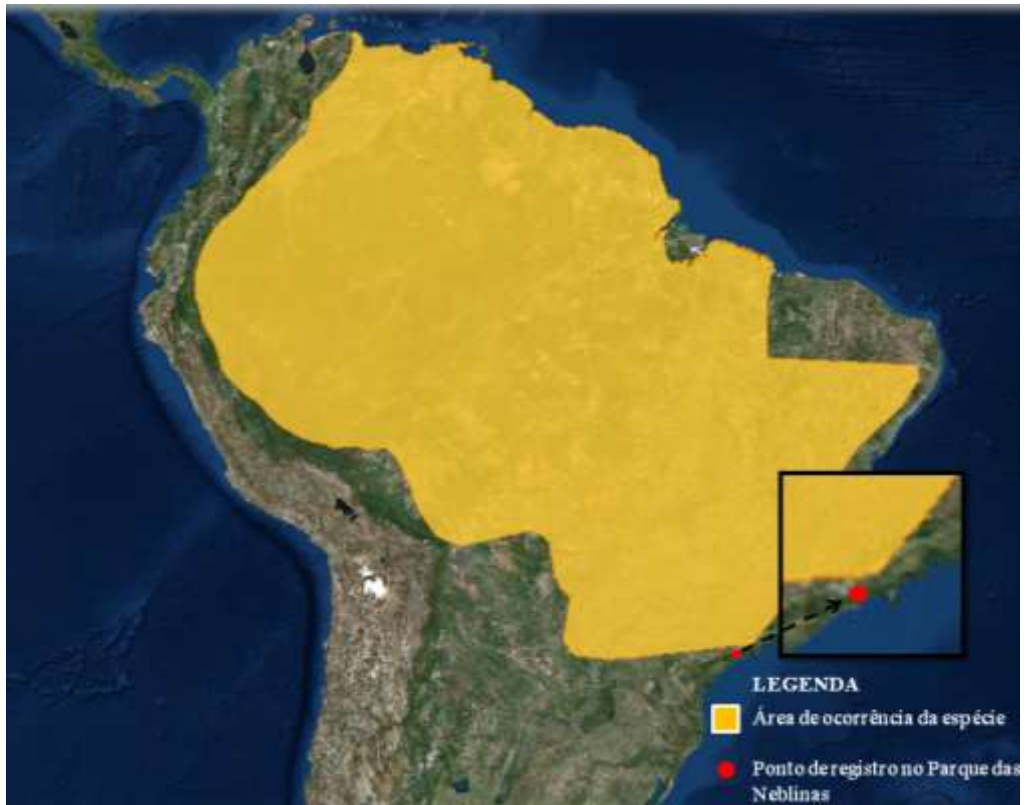 LEGENDA
Área de ocorrência da espécie
Ponto de registro no Parque das
Neblinas